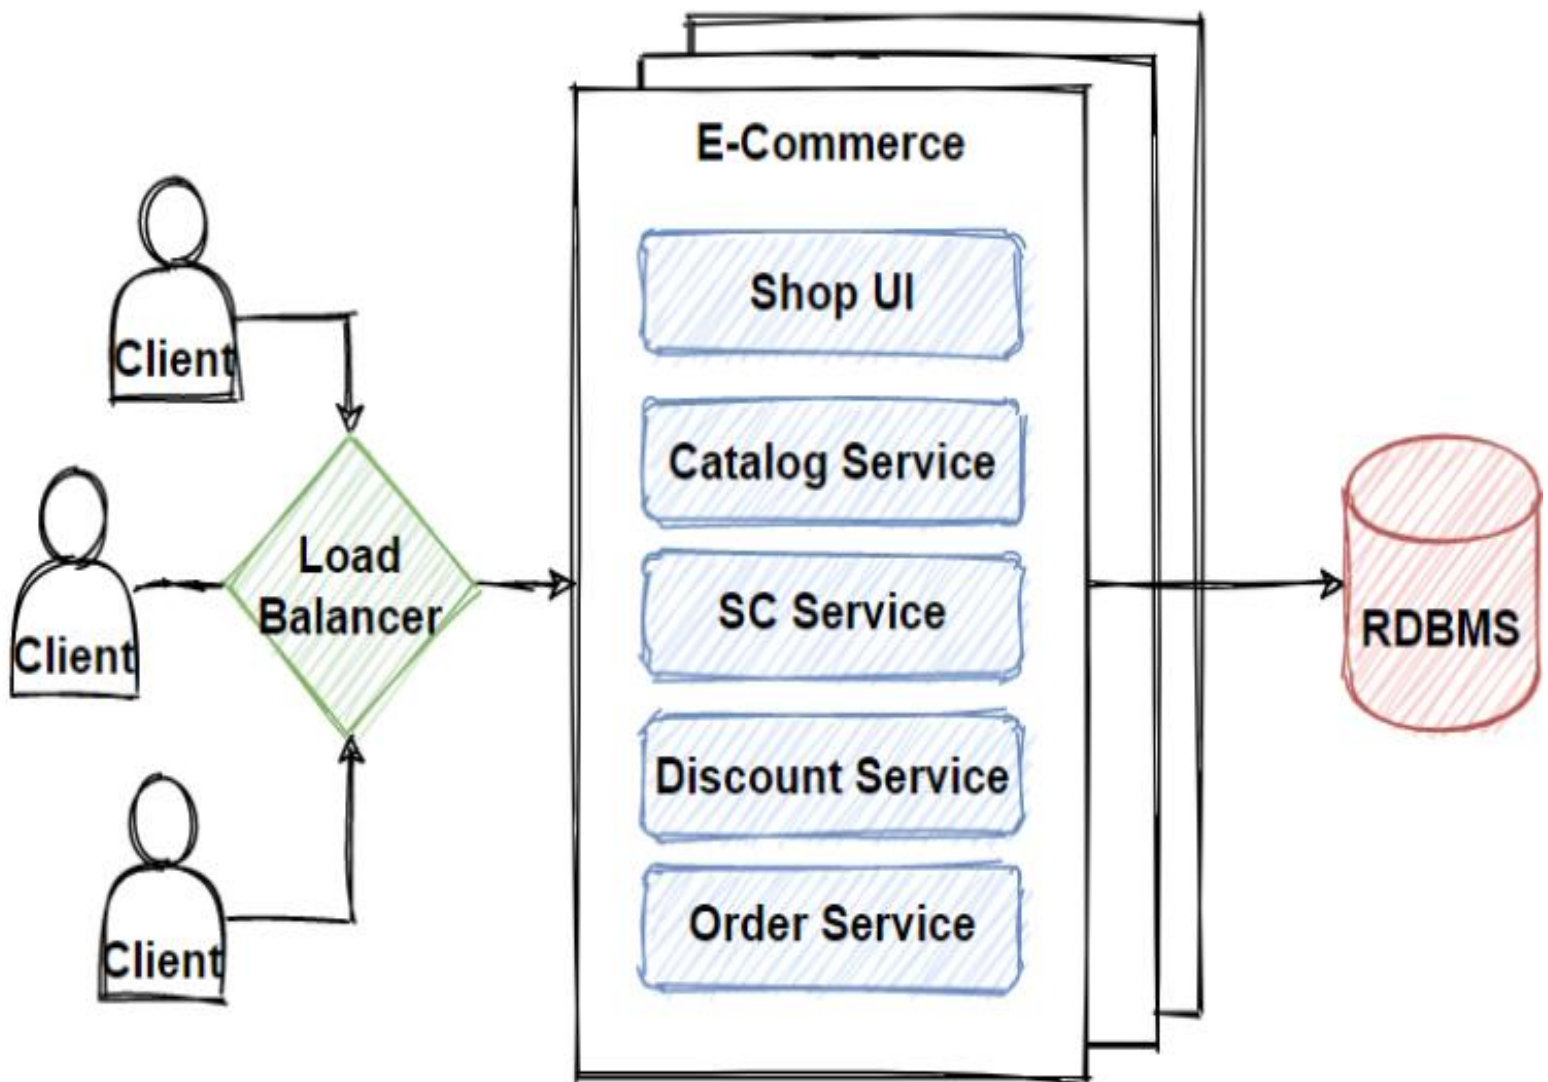 E-Commerce
Client
Shop UI
Catalog Service
Load
Balancer
SC Service
Client
RDBMS
Discount Service
Order Service
Client